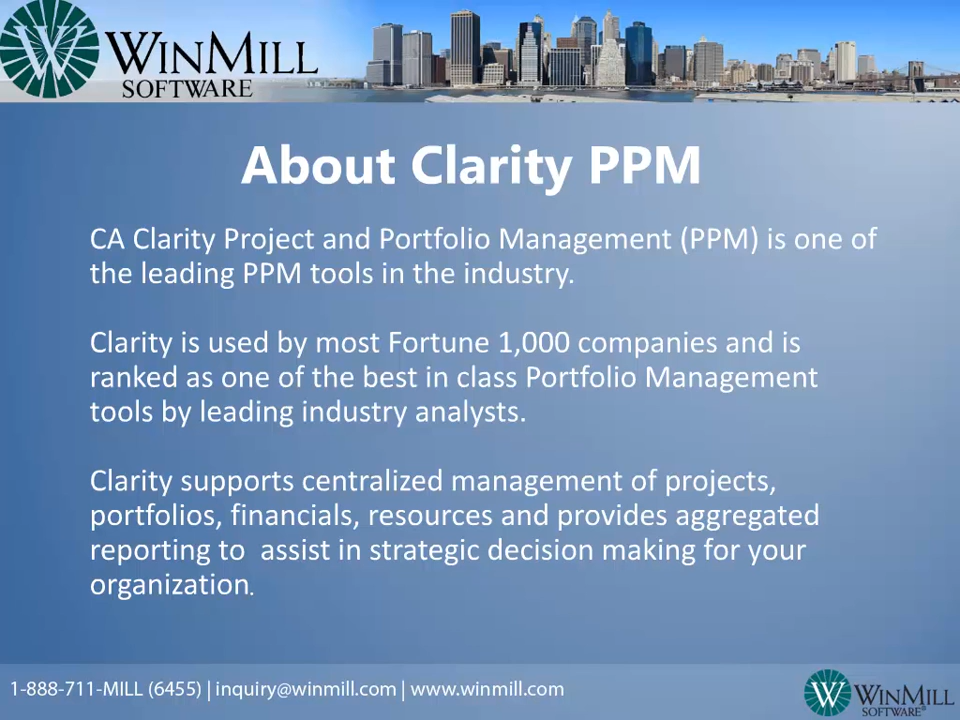 WINMILL
SOFTWARE
About Clarity PPM
CA Clarity Project and Portfolio Management (PPM) is one of
the leading PPM tools in the industry.
Clarity is used by most Fortune 1,000 companies and is
ranked as one of the best in class Portfolio Management
tools by leading industry analysts.
Clarity supports centralized management of projects,
portfolios, financials, resources and provides aggregated
reporting to  assist in strategic decision making for your
organization.
1-888-711-MILL (6455) | inquiry@winmill.com | www.winmill.com
WINMILL
SOFTWARE®